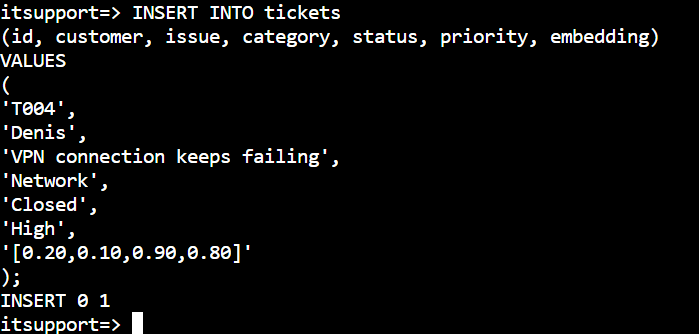 itsupport=> INSERT INTO tickets
(id, customer, issue, category, status, priority, embedding)
VALUES
(
'T004',
'Denis',
'VPN connection keeps failing',
'Network',
'Closed',
'High',
'[0.20,0.10,0.90,0.80]'
);
INSERT 0 1
itsupport=>